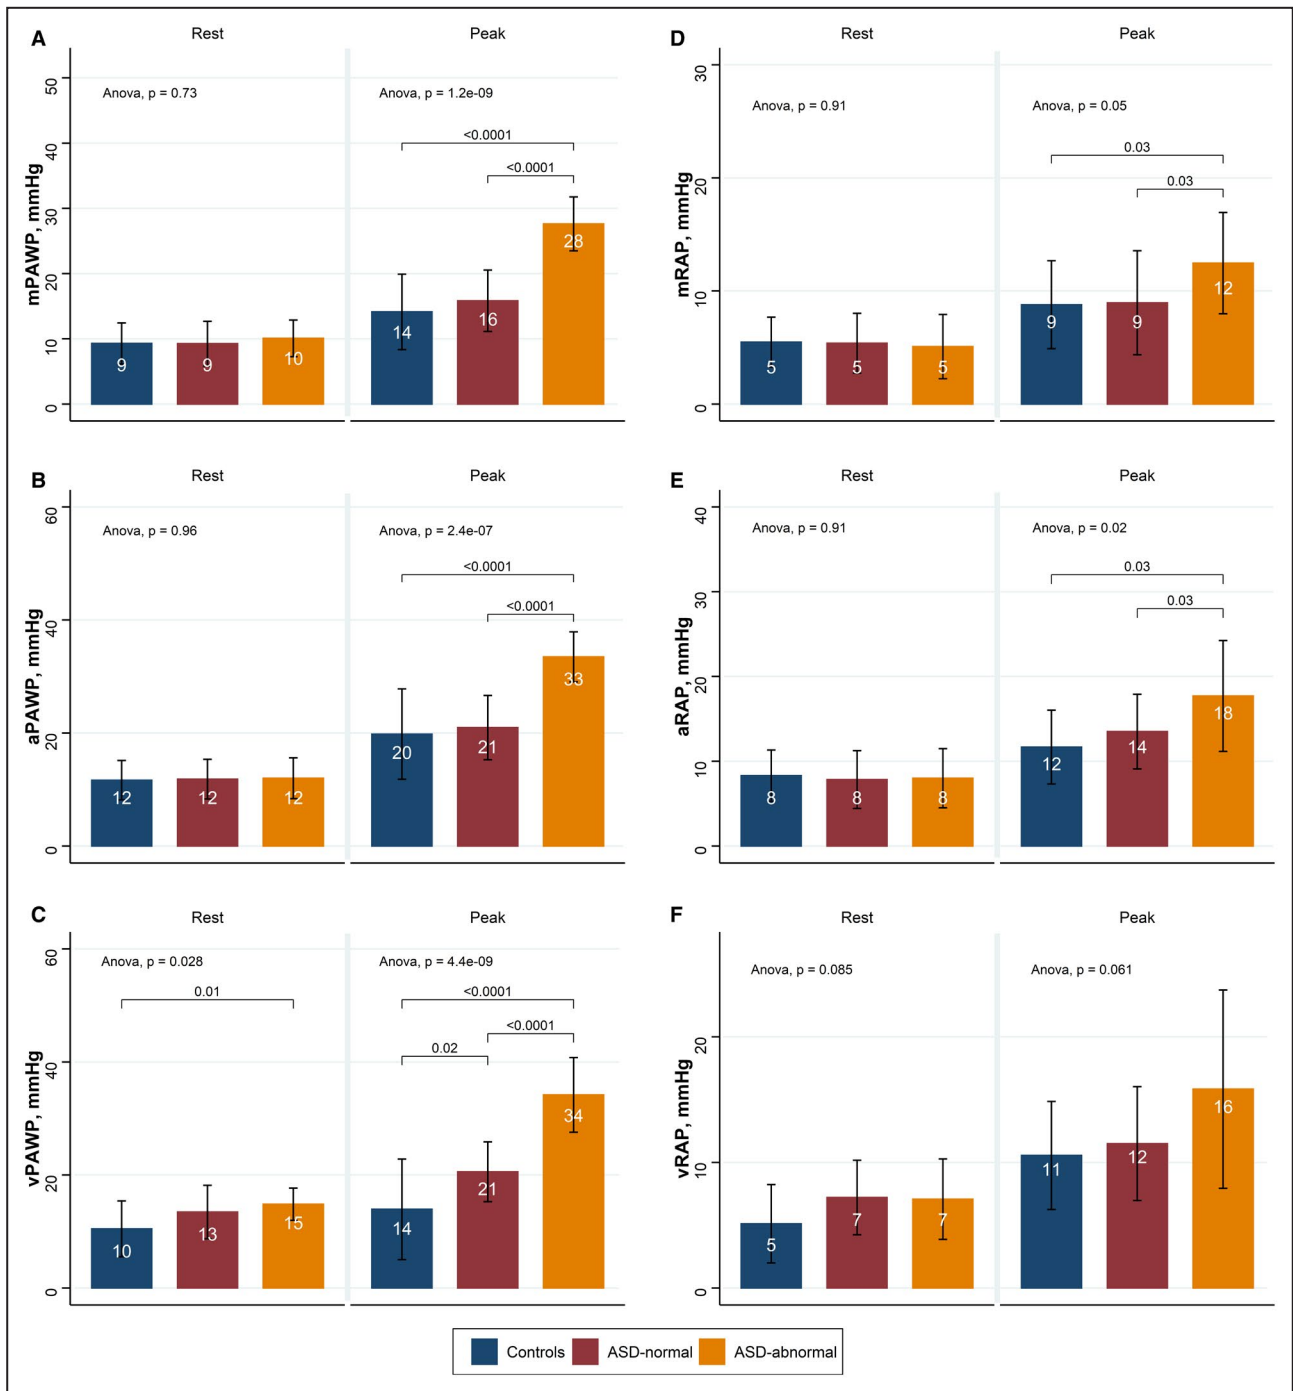 A
Rest
Peak
mPAWP, mmHg
50
40
30
20
10
0
Anova, p = 0.73
Anova, p = 1.2e-09
<0.0001
<0.0001
9
9
10
14
16
28
D
Rest
Peak
mRAP, mmHg
30
20
10
0
Anova, p = 0.91
Anova, p = 0.05
0.03
0.03
5
5
5
9
9
12
B
Rest
Peak
aPAWP, mmHg
60
40
20
0
Anova, p = 0.96
Anova, p = 2.4e-07
<0.0001
<0.0001
12
12
12
20
21
33
E
Rest
Peak
aRAP, mmHg
40
30
20
10
0
Anova, p = 0.91
Anova, p = 0.02
0.03
0.03
8
8
8
12
14
18
C
Rest
Peak
vPAWP, mmHg
60
40
20
0
Anova, p = 0.028
Anova, p = 4.4e-09
0.01
<0.0001
<0.0001
0.02
10
13
15
14
21
34
F
Rest
Peak
vRAP, mmHg
20
10
0
Anova, p = 0.085
Anova, p = 0.061
5
7
7
11
12
16
Controls
ASD-normal
ASD-abnormal